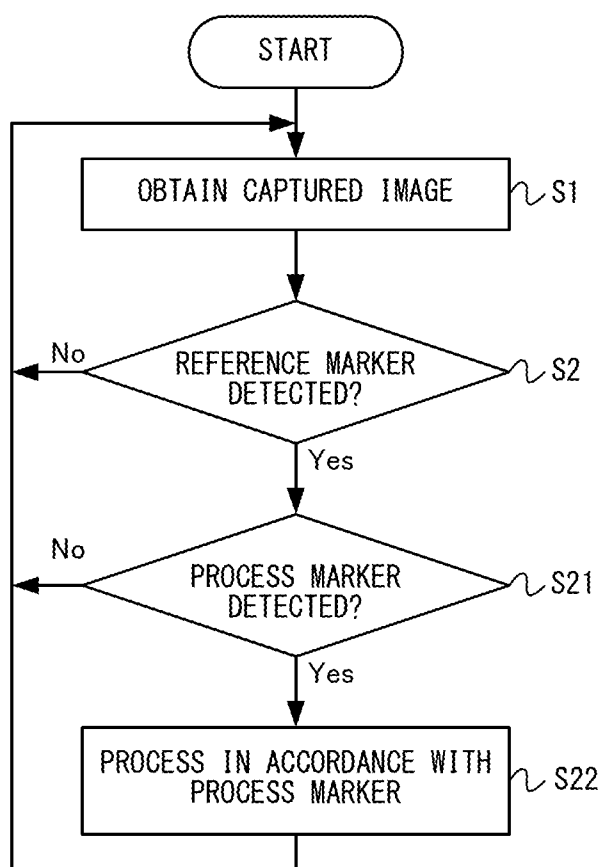 START
OBTAIN CAPTURED IMAGE
S1
No
REFERENCE MARKER
DETECTED?
S2
Yes
No
PROCESS MARKER
DETECTED?
S21
Yes
PROCESS IN ACCORDANCE WITH
PROCESS MARKER
S22